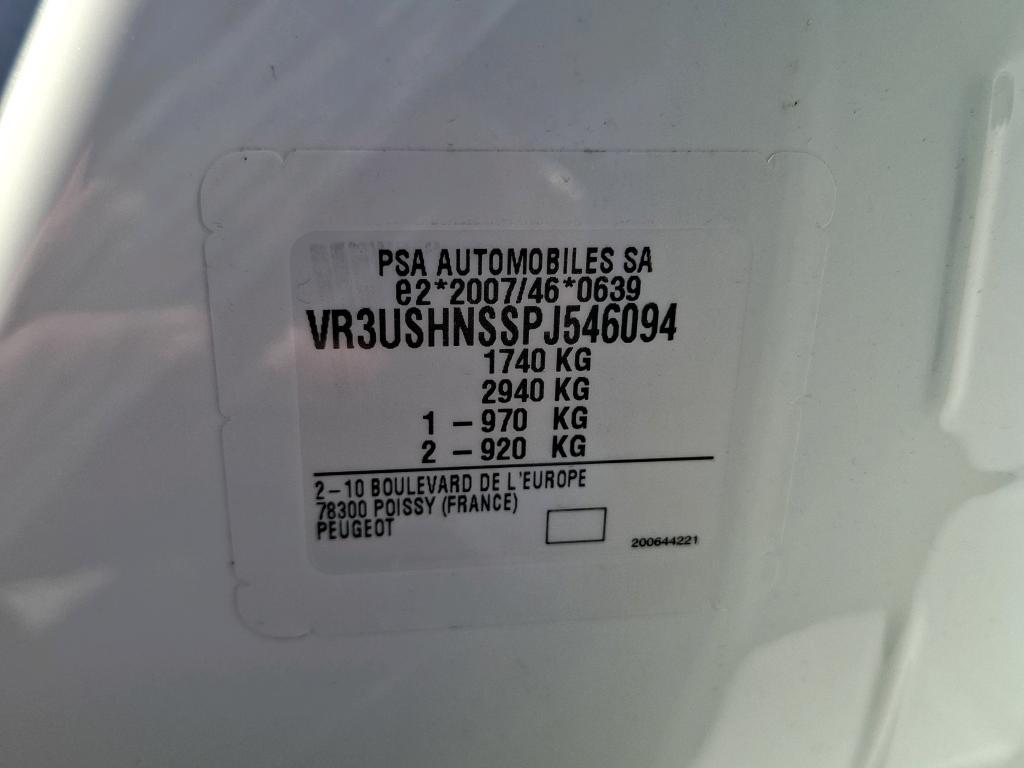 PSA AUTOMOBILES SA
e2*2007/46*0639
VR3USHNSSPJ546094
1740 KG
2940 KG
1 – 970 KG
2 – 920 KG
2–10 BOULEVARD DE L'EUROPE
78300 POISSY (FRANCE)
PEUGEOT
200644221